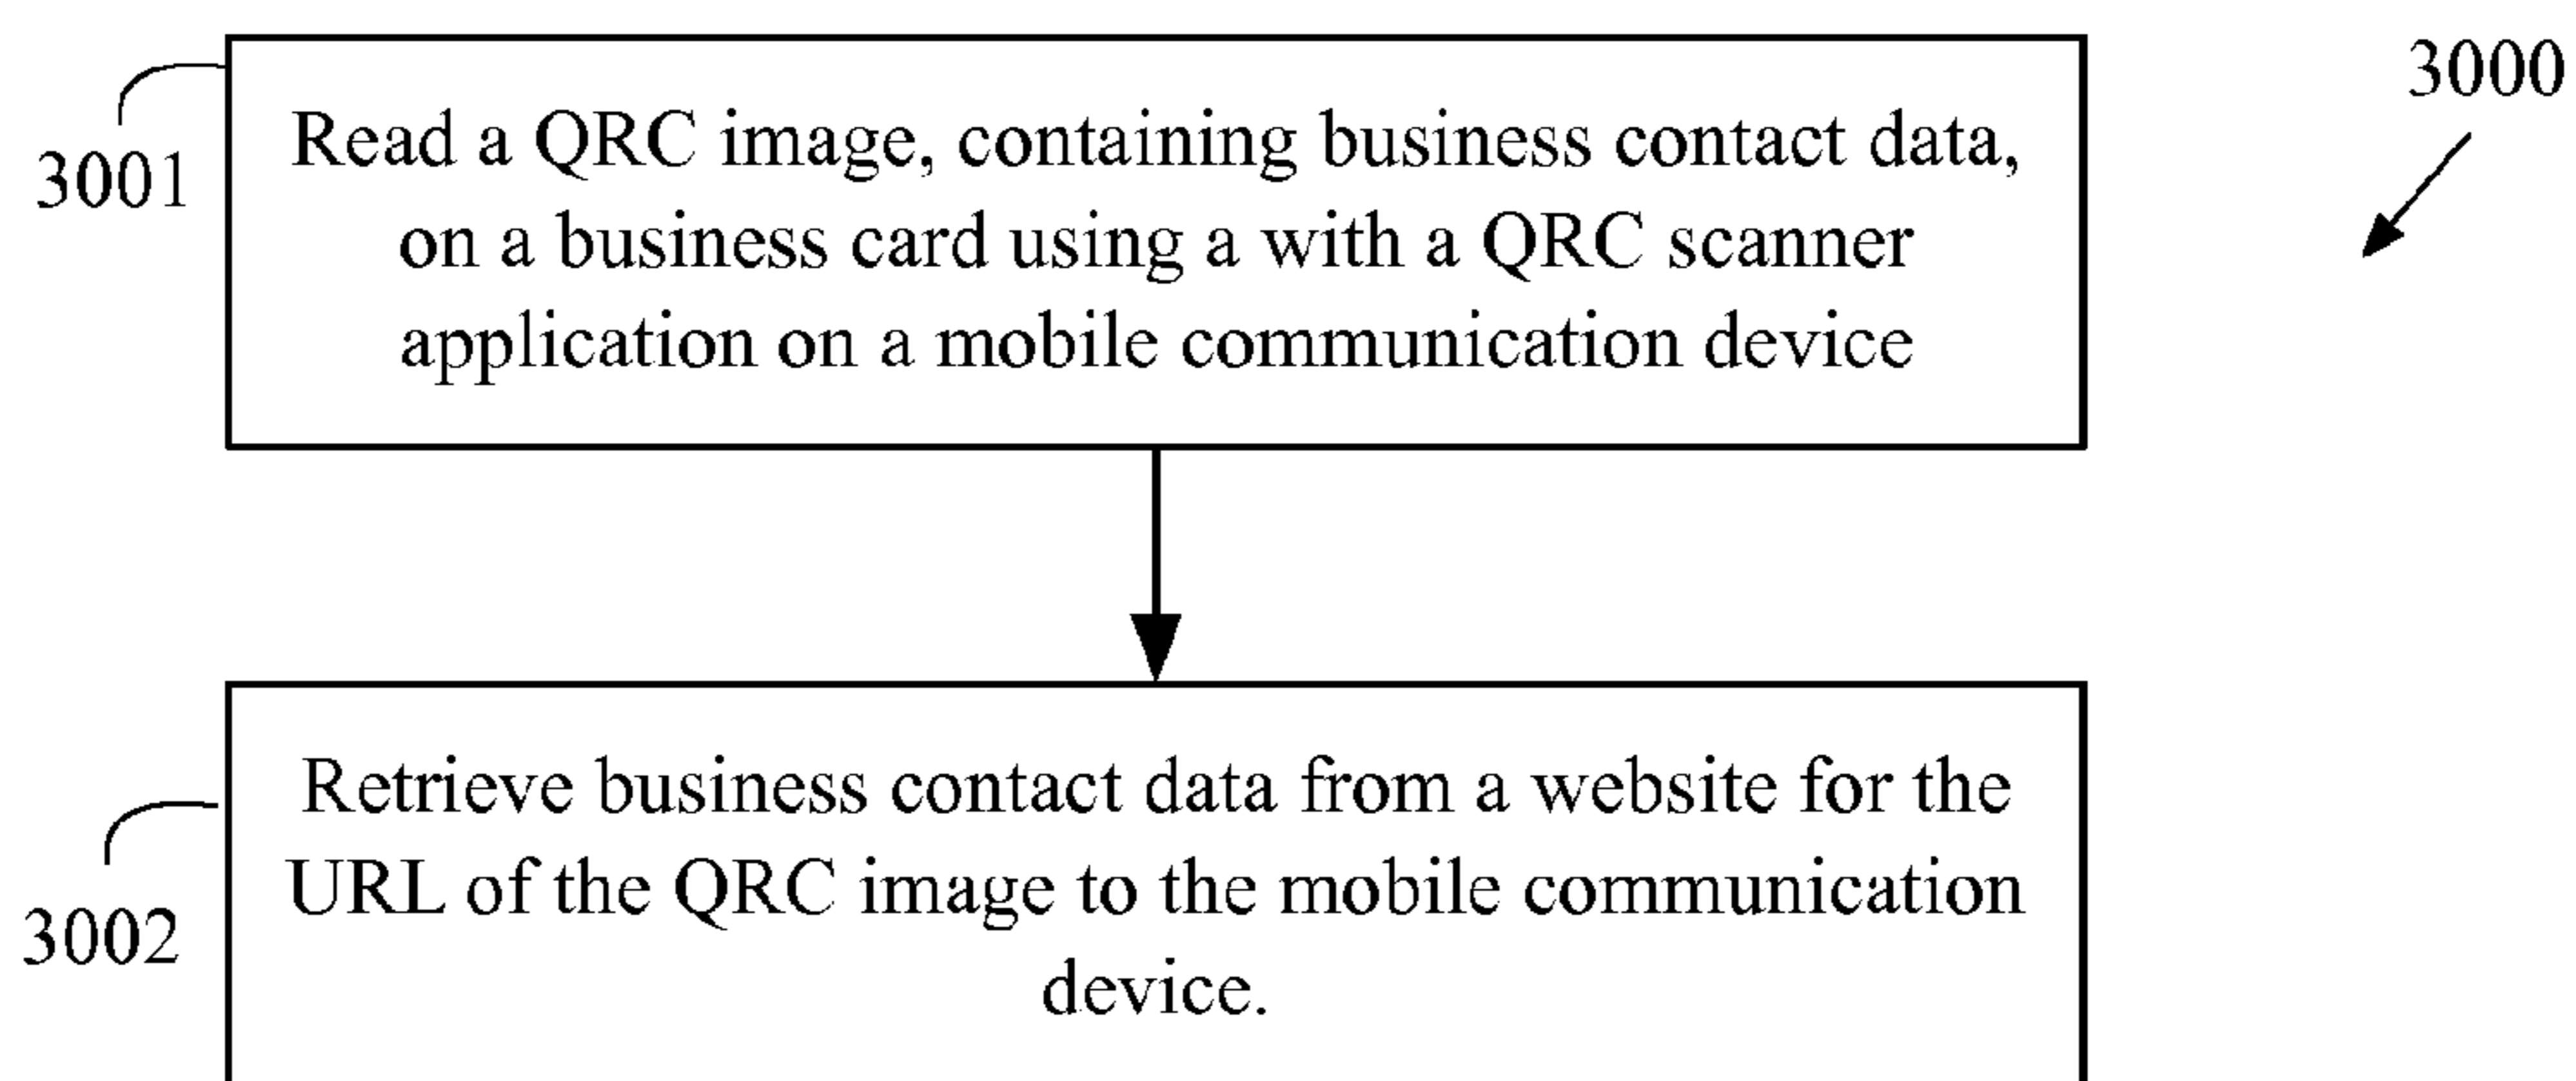 3000
3001
Read a QRC image, containing business contact data,
on a business card using a with a QRC scanner
application on a mobile communication device
3002
Retrieve business contact data from a website for the
URL of the QRC image to the mobile communication
device.